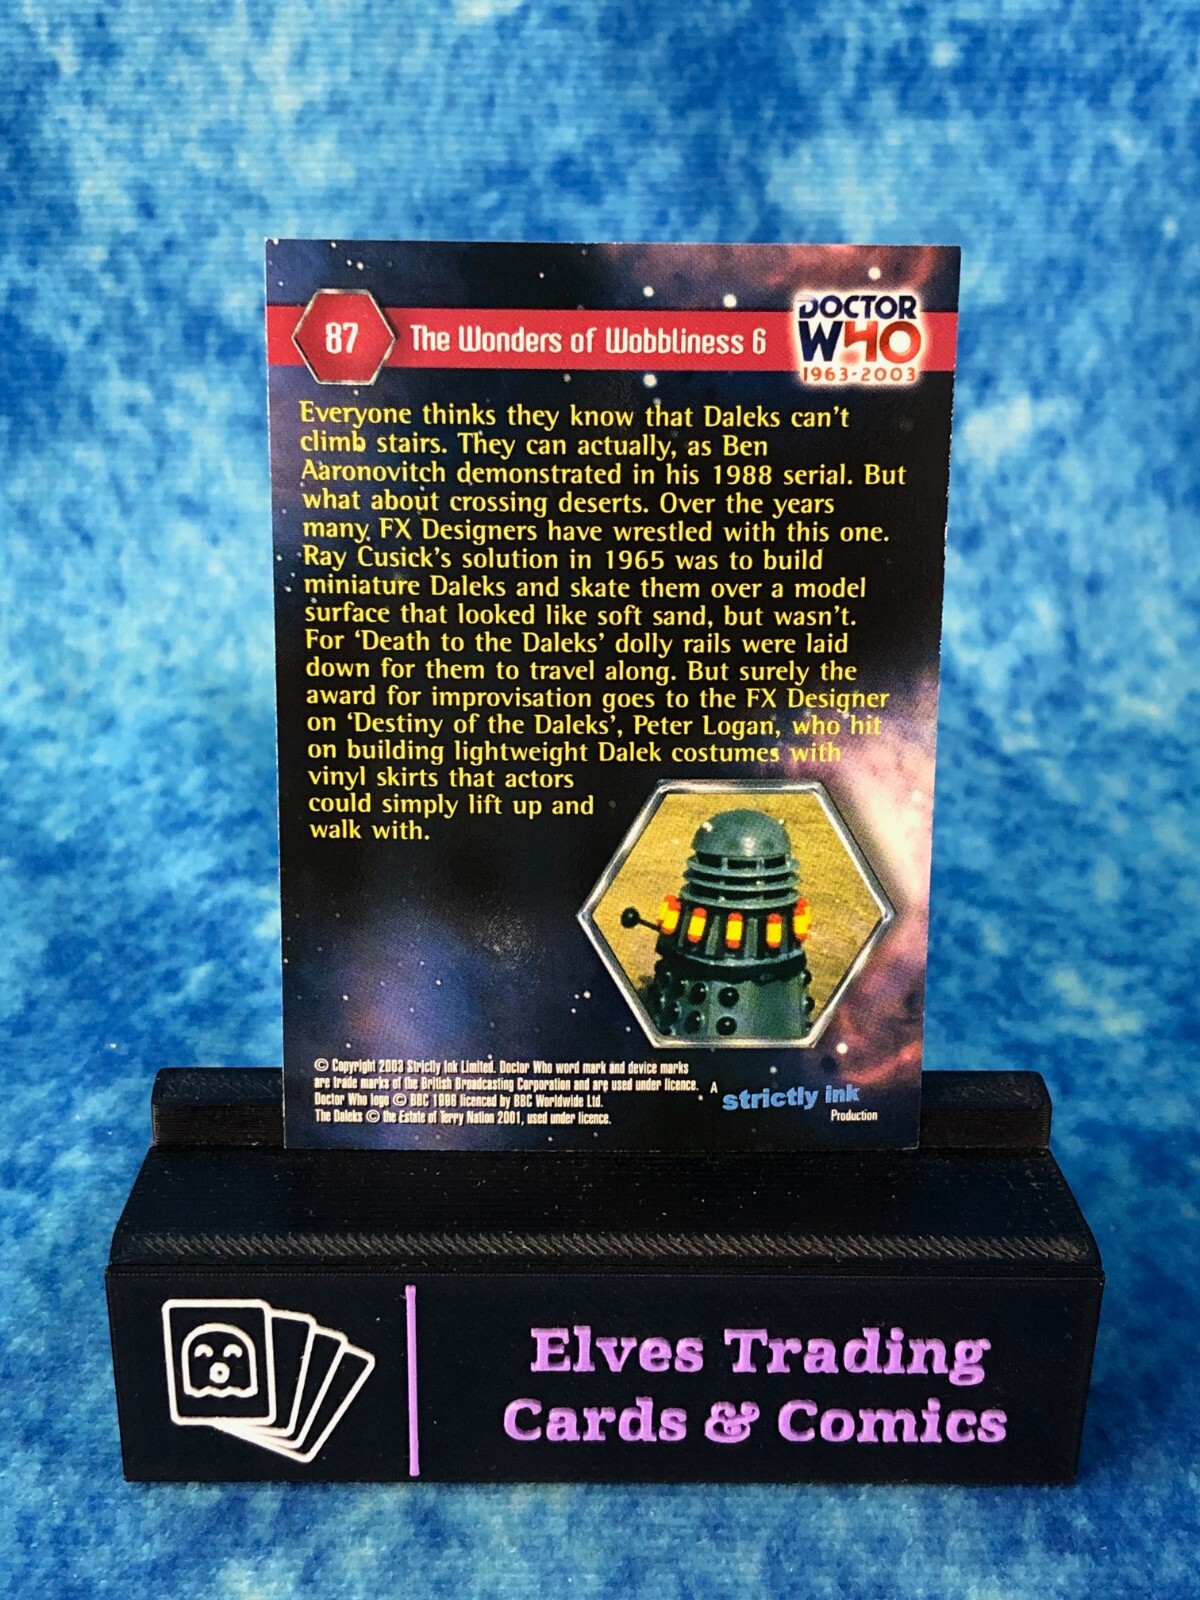 87
The Wonders of Wobbliness 6
DOCTOR
WHO
1963-2003
Everyone thinks they know that Daleks can't
climb stairs. They can actually, as Ben
Aaronovitch demonstrated in his 1988 serial. But
what about crossing deserts. Over the years
many FX Designers have wrestled with this one.
Ray Cusick's solution in 1965 was to build
miniature Daleks and skate them over a model
surface that looked like soft sand, but wasn't.
For 'Death to the Daleks' dolly rails were laid
down for them to travel along. But surely the
award for improvisation goes to the FX Designer
on 'Destiny of the Daleks', Peter Logan, who hit
on building lightweight Dalek costumes with
vinyl skirts that actors
could simply lift up and
walk with.
© Copyright 2003 Strictly Ink Limited. Doctor Who word mark and device marks
are trade marks of the British Broadcasting Corporation and are used under licence.
Doctor Who logo © BBC 1996 licenced by BBC Worldwide Ltd.
The Daleks © the Estate of Terry Nation 2001, used under licence.
A
strictly ink
Production
Elves Trading
Cards & Comics